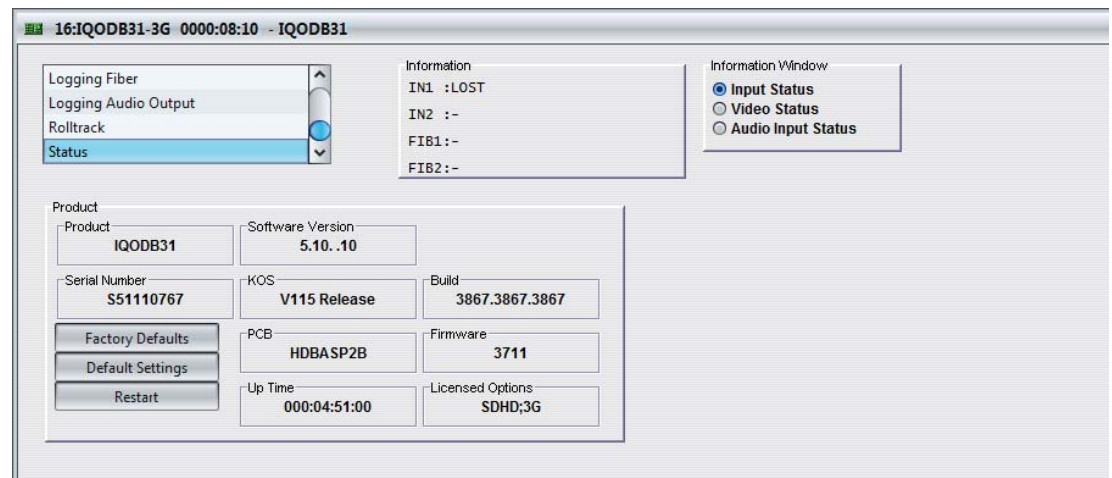 16:IQODB31-3G 0000:08:10 - IQODB31
Logging Fiber
Logging Audio Output
Rolltrack
Status
Information
IN1 :LOST
IN2 :-
FIB1:-
FIB2:-
Information Window
Input Status
Video Status
Audio Input Status
Product
Product
IQODB31
Software Version
5.10. .10
Serial Number
S51110767
KOS
V115 Release
Build
3867.3867.3867
Factory Defaults
Default Settings
Restart
PCB
HDBASP2B
Firmware
3711
Up Time
000:04:51:00
Licensed Options
SDHD;3G